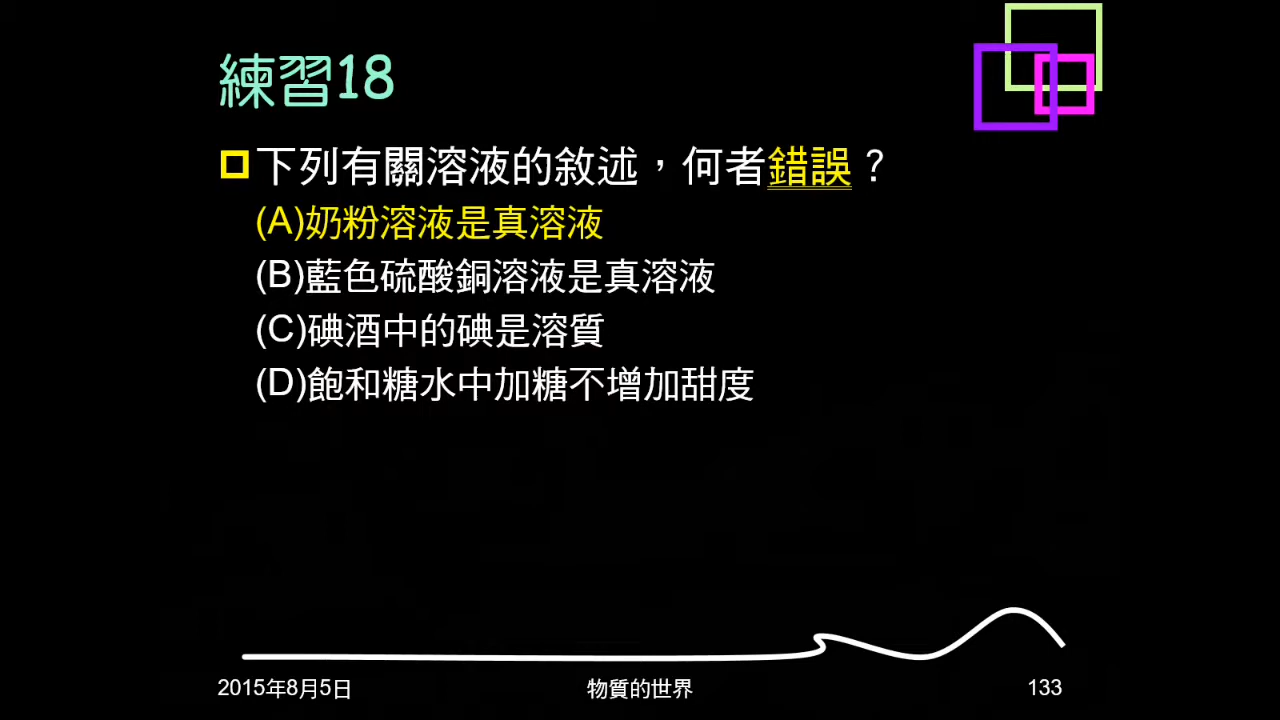 練習18
下列有關溶液的敘述，何者錯誤？
(A)奶粉溶液是真溶液
(B)藍色硫酸銅溶液是真溶液
(C)碘酒中的碘是溶質
(D)飽和糖水中加糖不增加甜度
2015年8月5日
物質的世界
133